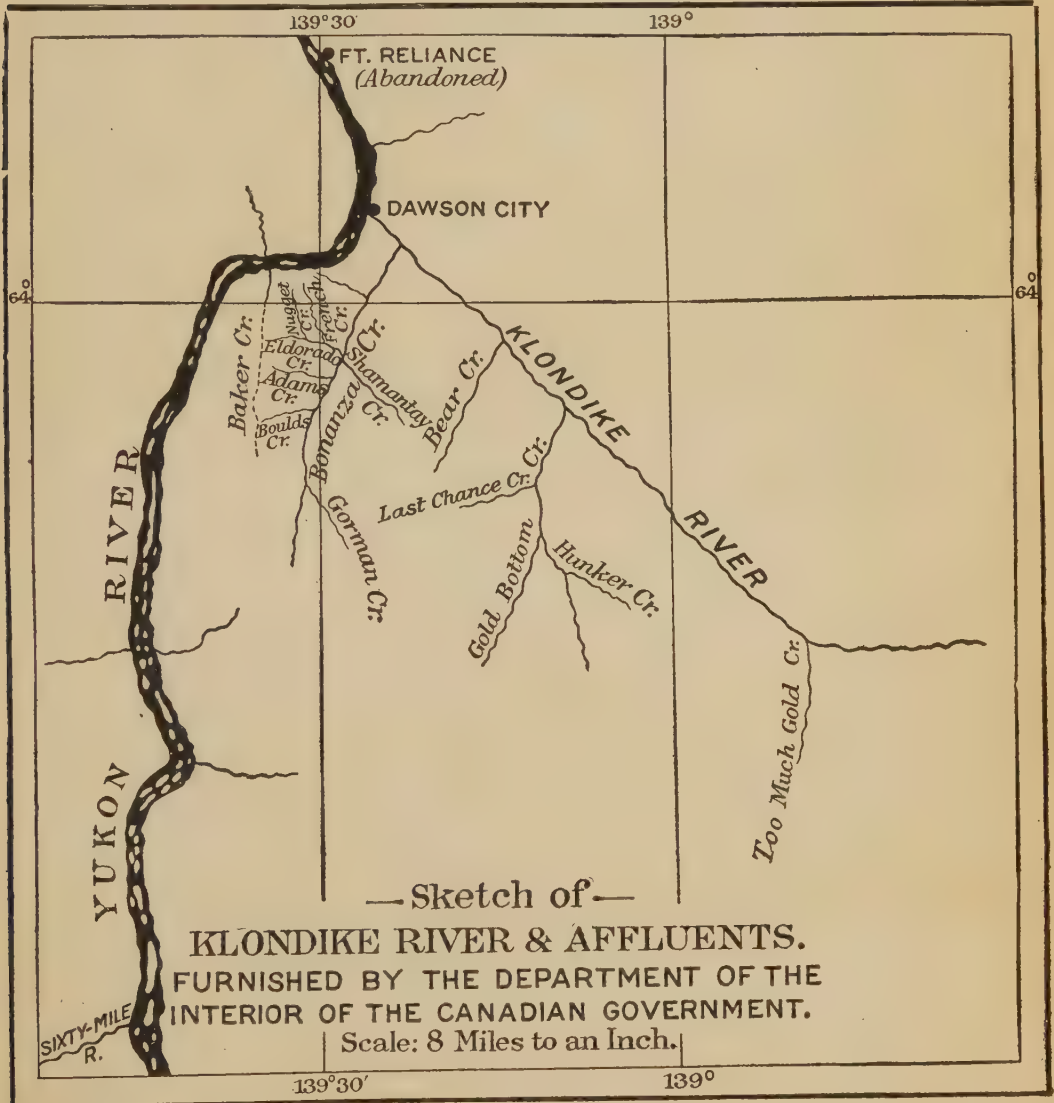 139°30'
139°
FT. RELIANCE
(Abandoned)
DAWSON CITY
64°
64°
Nugget
Cr.
French
Cr.
Baker Cr.
Eldorado
Cr.
Adams
Cr.
Boulds
Cr.
Bonanza Cr.
Shamantay
Cr.
Bear Cr.
KLONDIKE
RIVER
Last Chance Cr.
Gorman Cr.
Gold Bottom Cr.
Hunker Cr.
Too Much Gold Cr.
YUKON RIVER
SIXTY-MILE
R.
—Sketch of—
KLONDIKE RIVER & AFFLUENTS.
FURNISHED BY THE DEPARTMENT OF THE
INTERIOR OF THE CANADIAN GOVERNMENT.
Scale: 8 Miles to an Inch.
139°30'
139°